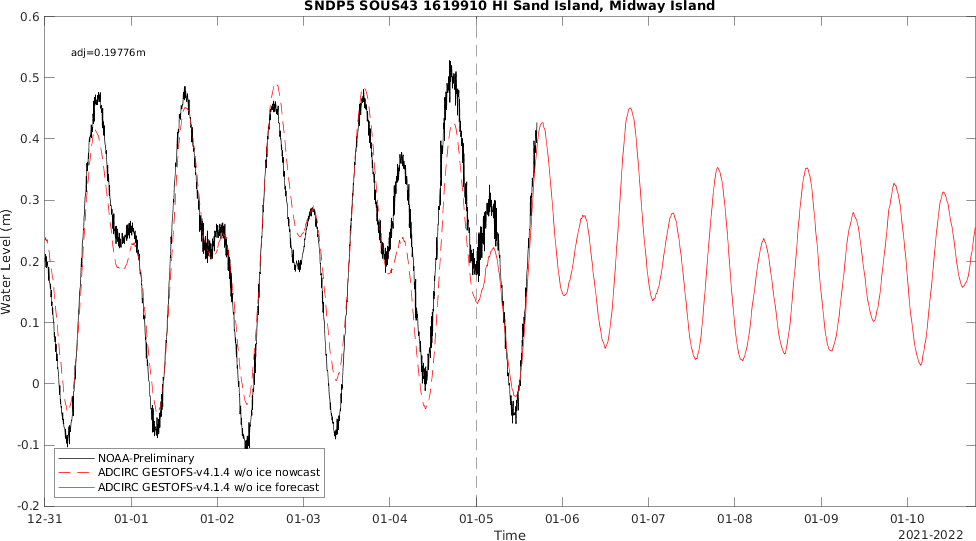 SNDP5 SOUS43 1619910 HI Sand Island, Midway Island
0.6
adj=0.19776m
0.5
0.4
0.3
0.2
0.1
0
-0.1
-0.2
Water Level (m)
NOAA-Preliminary
ADCIRC GESTOFS-v4.1.4 w/o ice nowcast
ADCIRC GESTOFS-v4.1.4 w/o ice forecast
12-31 01-01 01-02 01-03 01-04 01-05 01-06 01-07 01-08 01-09 01-10
Time
2021-2022